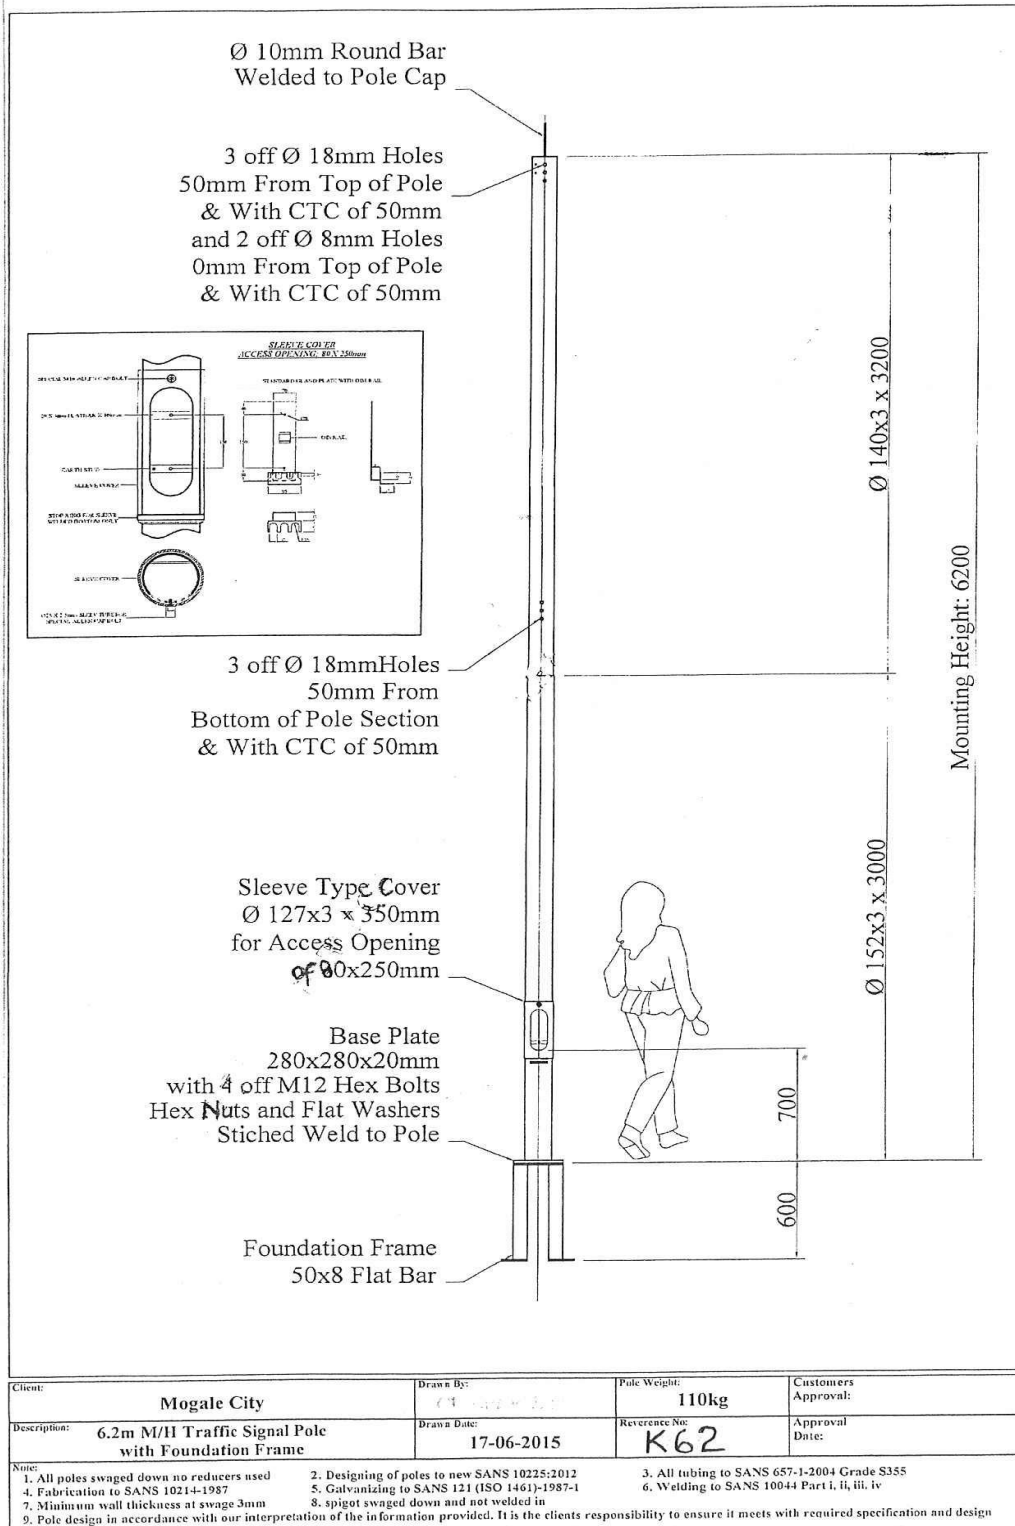 Ø 10mm Round Bar
Welded to Pole Cap
3 off Ø 18mm Holes
50mm From Top of Pole
& With CTC of 50mm
and 2 off Ø 8mm Holes
0mm From Top of Pole
& With CTC of 50mm
SLEEVE COVER
ACCESS OPENING: 80 X 250mm
EARTH STUD
SLEEVE COVER
SLEEVE COVER
3 off Ø 18mmHoles
50mm From
Bottom of Pole Section
& With CTC of 50mm
Ø 140x3 x 3200
Mounting Height: 6200
Ø 152x3 x 3000
Sleeve Type Cover
Ø 127x3 x 350mm
for Access Opening
of 80x250mm
Base Plate
280x280x20mm
with 4 off M12 Hex Bolts
Hex Nuts and Flat Washers
Stiched Weld to Pole
700
600
Foundation Frame
50x8 Flat Bar
Client:
Mogale City
Drawn By:
Pole Weight:
110kg
Customers
Approval:
Description:
6.2m M/H Traffic Signal Pole
with Foundation Frame
Drawn Date:
17-06-2015
Reverence No:
K62
Approval
Date:
Note:
1. All poles swaged down no reducers used
2. Designing of poles to new SANS 10225:2012
3. All tubing to SANS 657-1-2004 Grade S355
4. Fabrication to SANS 10214-1987
5. Galvanizing to SANS 121 (ISO 1461)-1987-1
6. Welding to SANS 10044 Part i, ii, iii, iv
7. Minimum wall thickness at swage 3mm
8. spigot swaged down and not welded in
9. Pole design in accordance with our interpretation of the information provided. It is the clients responsibility to ensure it meets with required specification and design